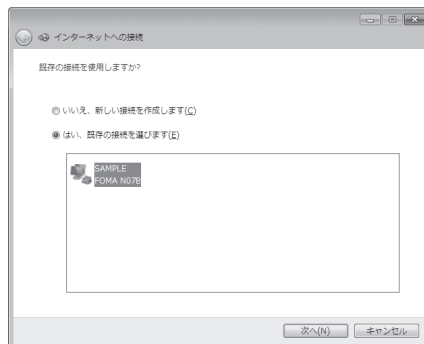 インターネットへの接続
既存の接続を使用しますか?
いいえ、新しい接続を作成します(C)
はい、既存の接続を選びます(E)
SAMPLE
FOMA N07B
次へ(N)
キャンセル